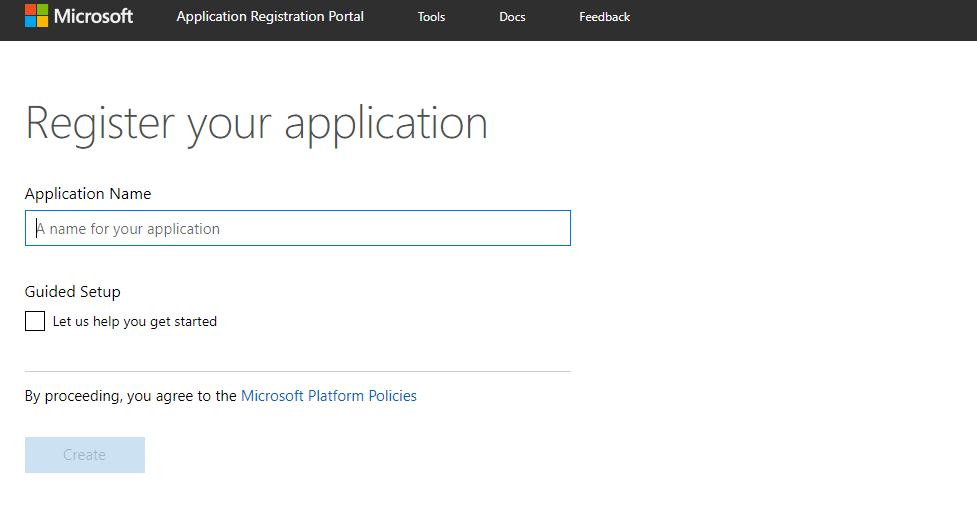 Microsoft Application Registration Portal Tools Docs Feedback
Register your application
Application Name
A name for your application
Guided Setup
Let us help you get started
By proceeding, you agree to the Microsoft Platform Policies
Create